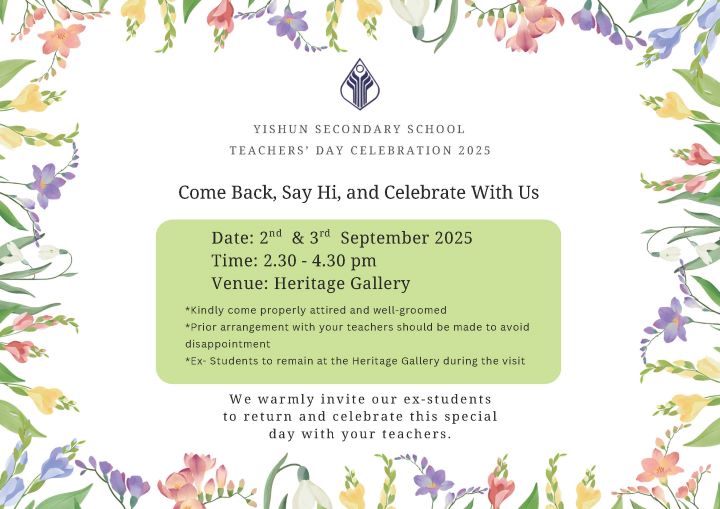 YISHUN SECONDARY SCHOOL
TEACHERS' DAY CELEBRATION 2025
Come Back, Say Hi, and Celebrate With Us
Date: 2nd & 3rd September 2025
Time: 2.30 - 4.30 pm
Venue: Heritage Gallery
*Kindly come properly attired and well-groomed
*Prior arrangement with your teachers should be made to avoid
disappointment
*Ex- Students to remain at the Heritage Gallery during the visit
We warmly invite our ex-students
to return and celebrate this special
day with your teachers.